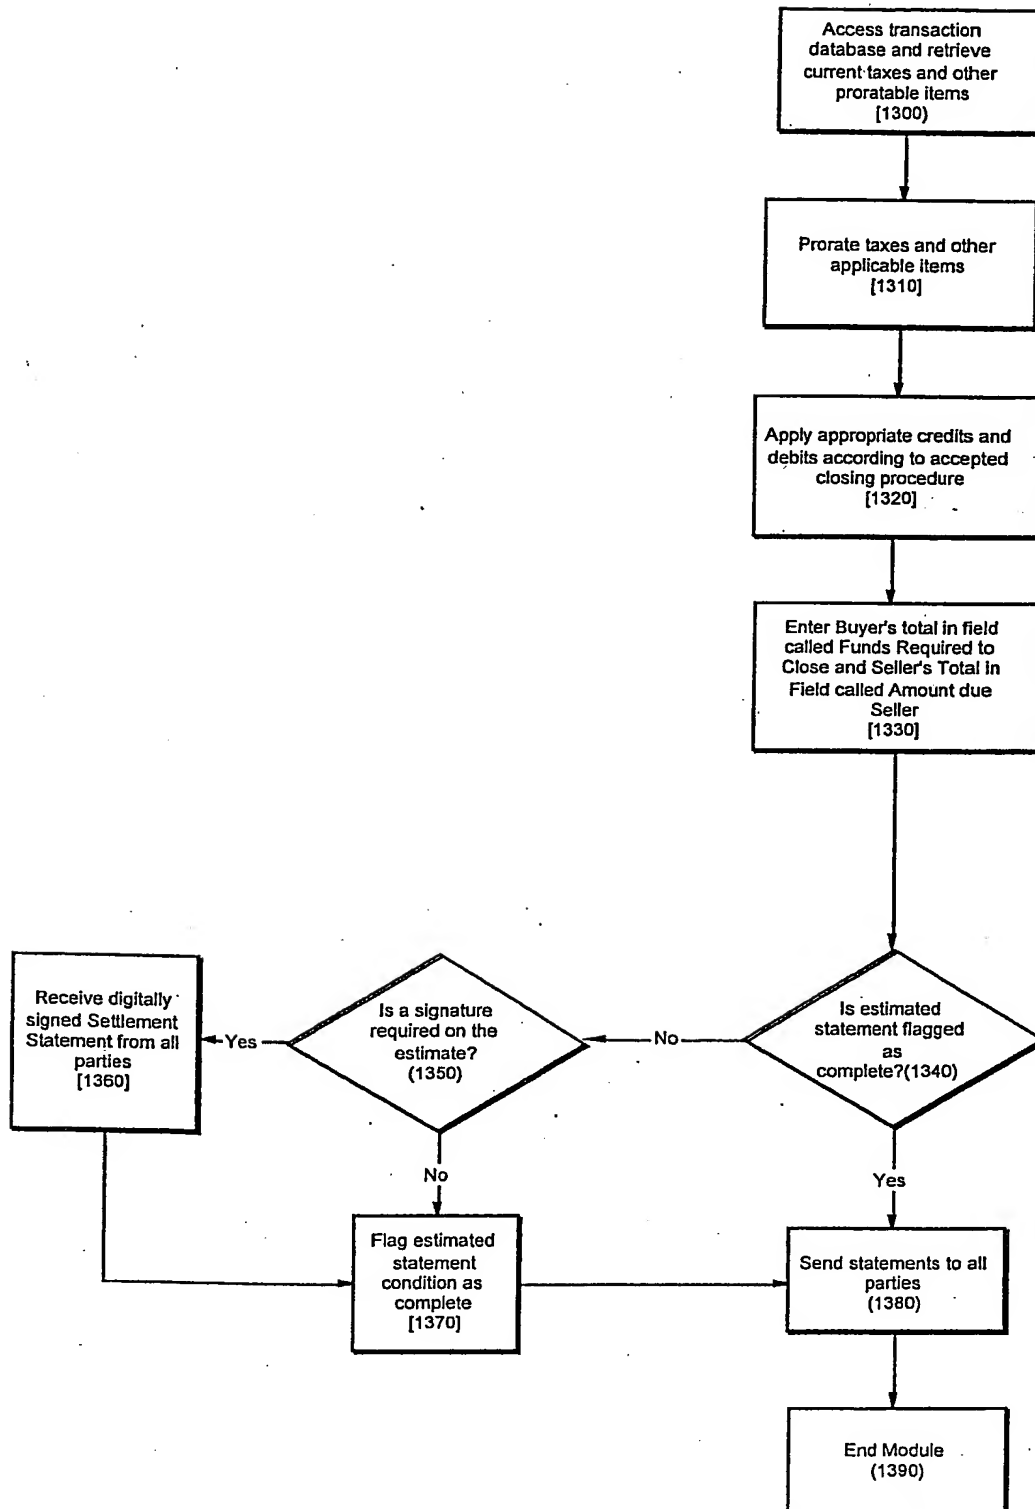 Access transaction
database and retrieve
current taxes and other
proratable items
[1300)
Prorate taxes and other
applicable items
[1310]
Apply appropriate credits and
debits according to accepted
closing procedure
[1320]
Enter Buyer's total in field
called Funds Required to
Close and Seller's Total in
Field called Amount due
Seller
[1330]
Is estimated
statement flagged
as
complete?(1340)
No
Is a signature
required on the
estimate?
(1350)
Yes
Receive digitally
signed Settlement
Statement from all
parties
[1360]
No
Flag estimated
statement
condition as
complete
[1370]
Yes
Send statements to all
parties
(1380)
End Module
(1390)